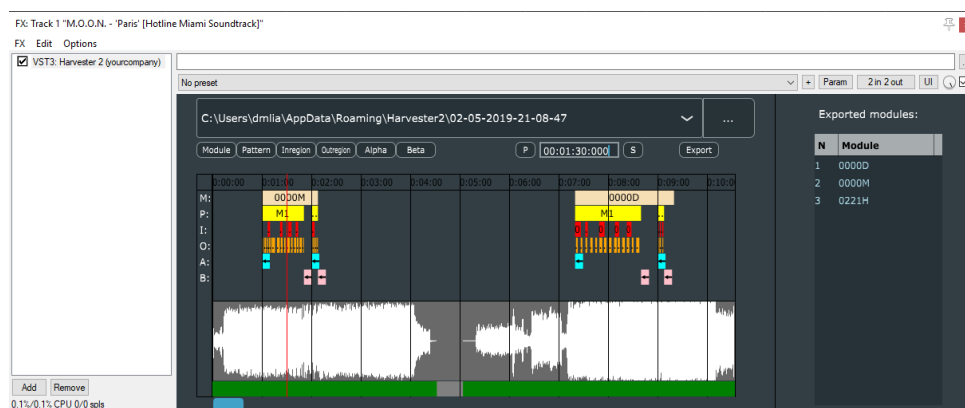 FX: Track 1 "M.O.O.N. - 'Paris' [Hotline Miami Soundtrack]"
FX Edit Options
VST3: Harvester 2 (yourcompany)
No preset
+ Param 2 in 2 out UI
C:\Users\dmlia\AppData\Roaming\Harvester2\02-05-2019-21-08-47 ...
Module Pattern Inregion Outregion Alpha Beta P 00:01:30:000 S Export
Exported modules:
N Module
1 0000D
2 0000M
3 0221H
0:00:00 0:01:00 0:02:00 0:03:00 0:04:00 0:05:00 0:06:00 0:07:00 0:08:00 0:09:00 0:10:0
M: 0000M 0000D
P: M1 .. M1 ..
I:
O:
A:
B:
Add Remove
0.1%/0.1% CPU 0/0 spls